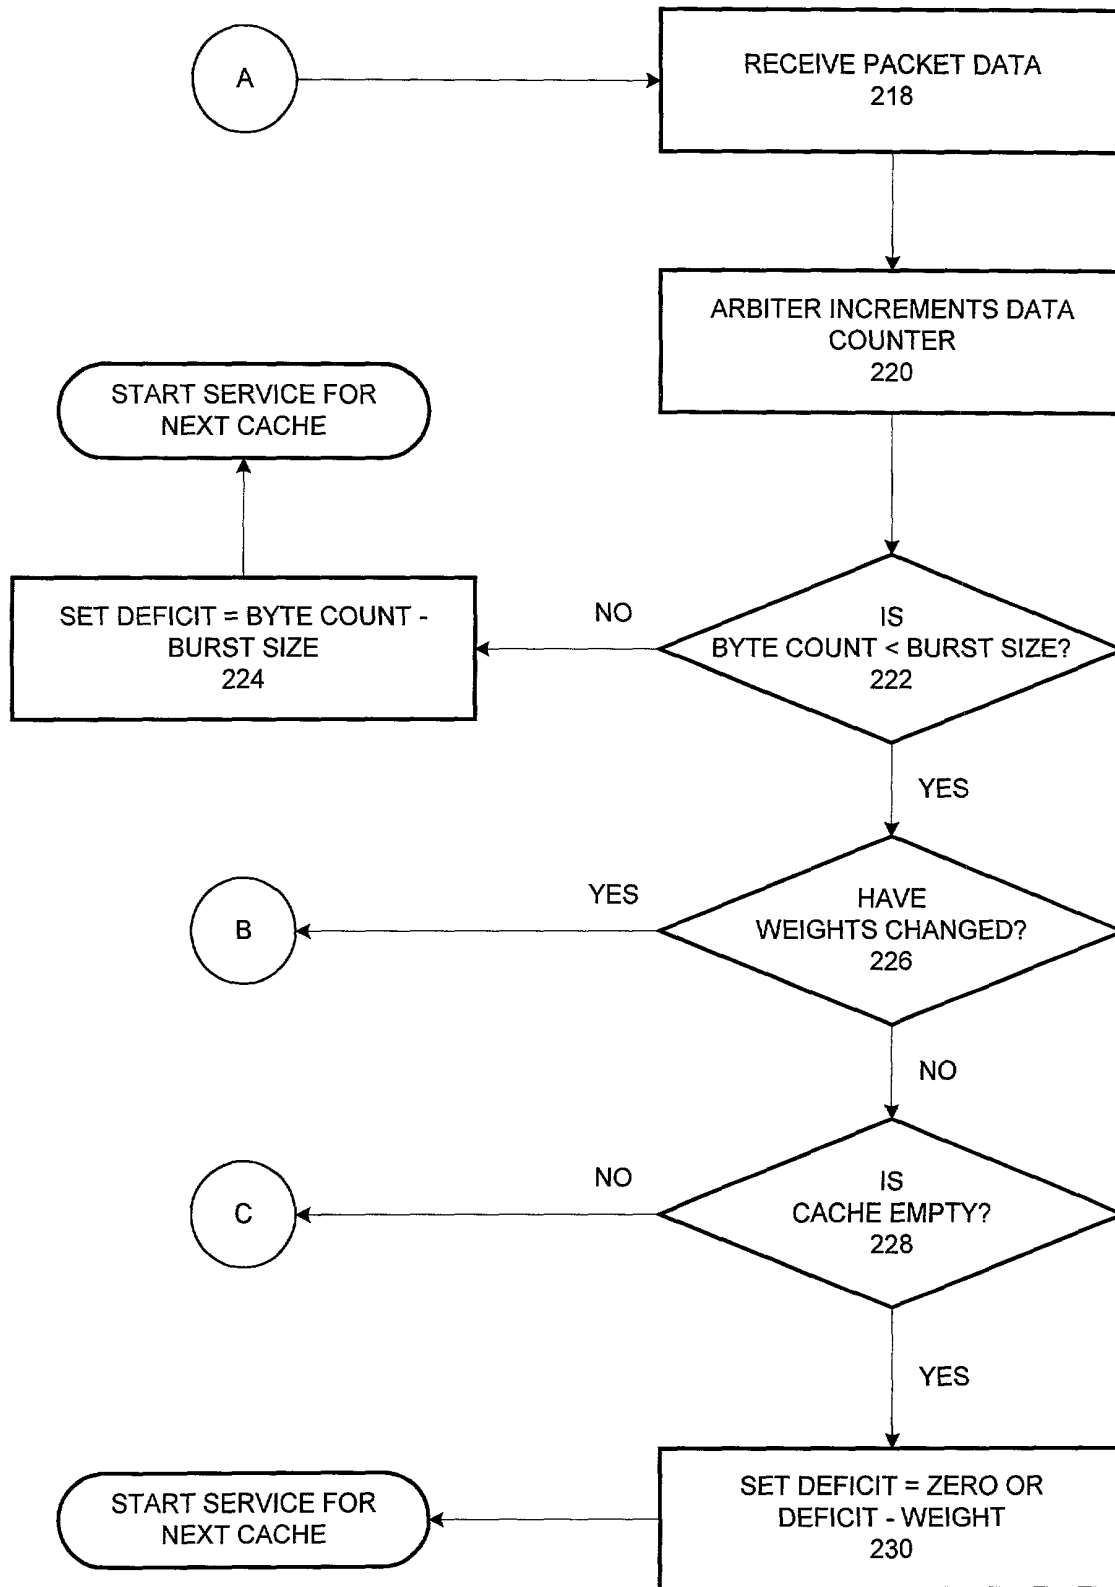 A
RECEIVE PACKET DATA
218
ARBITER INCREMENTS DATA
COUNTER
220
START SERVICE FOR
NEXT CACHE
SET DEFICIT = BYTE COUNT -
BURST SIZE
224
NO
IS
BYTE COUNT < BURST SIZE?
222
YES
YES
B
HAVE
WEIGHTS CHANGED?
226
NO
NO
C
IS
CACHE EMPTY?
228
YES
START SERVICE FOR
NEXT CACHE
SET DEFICIT = ZERO OR
DEFICIT - WEIGHT
230